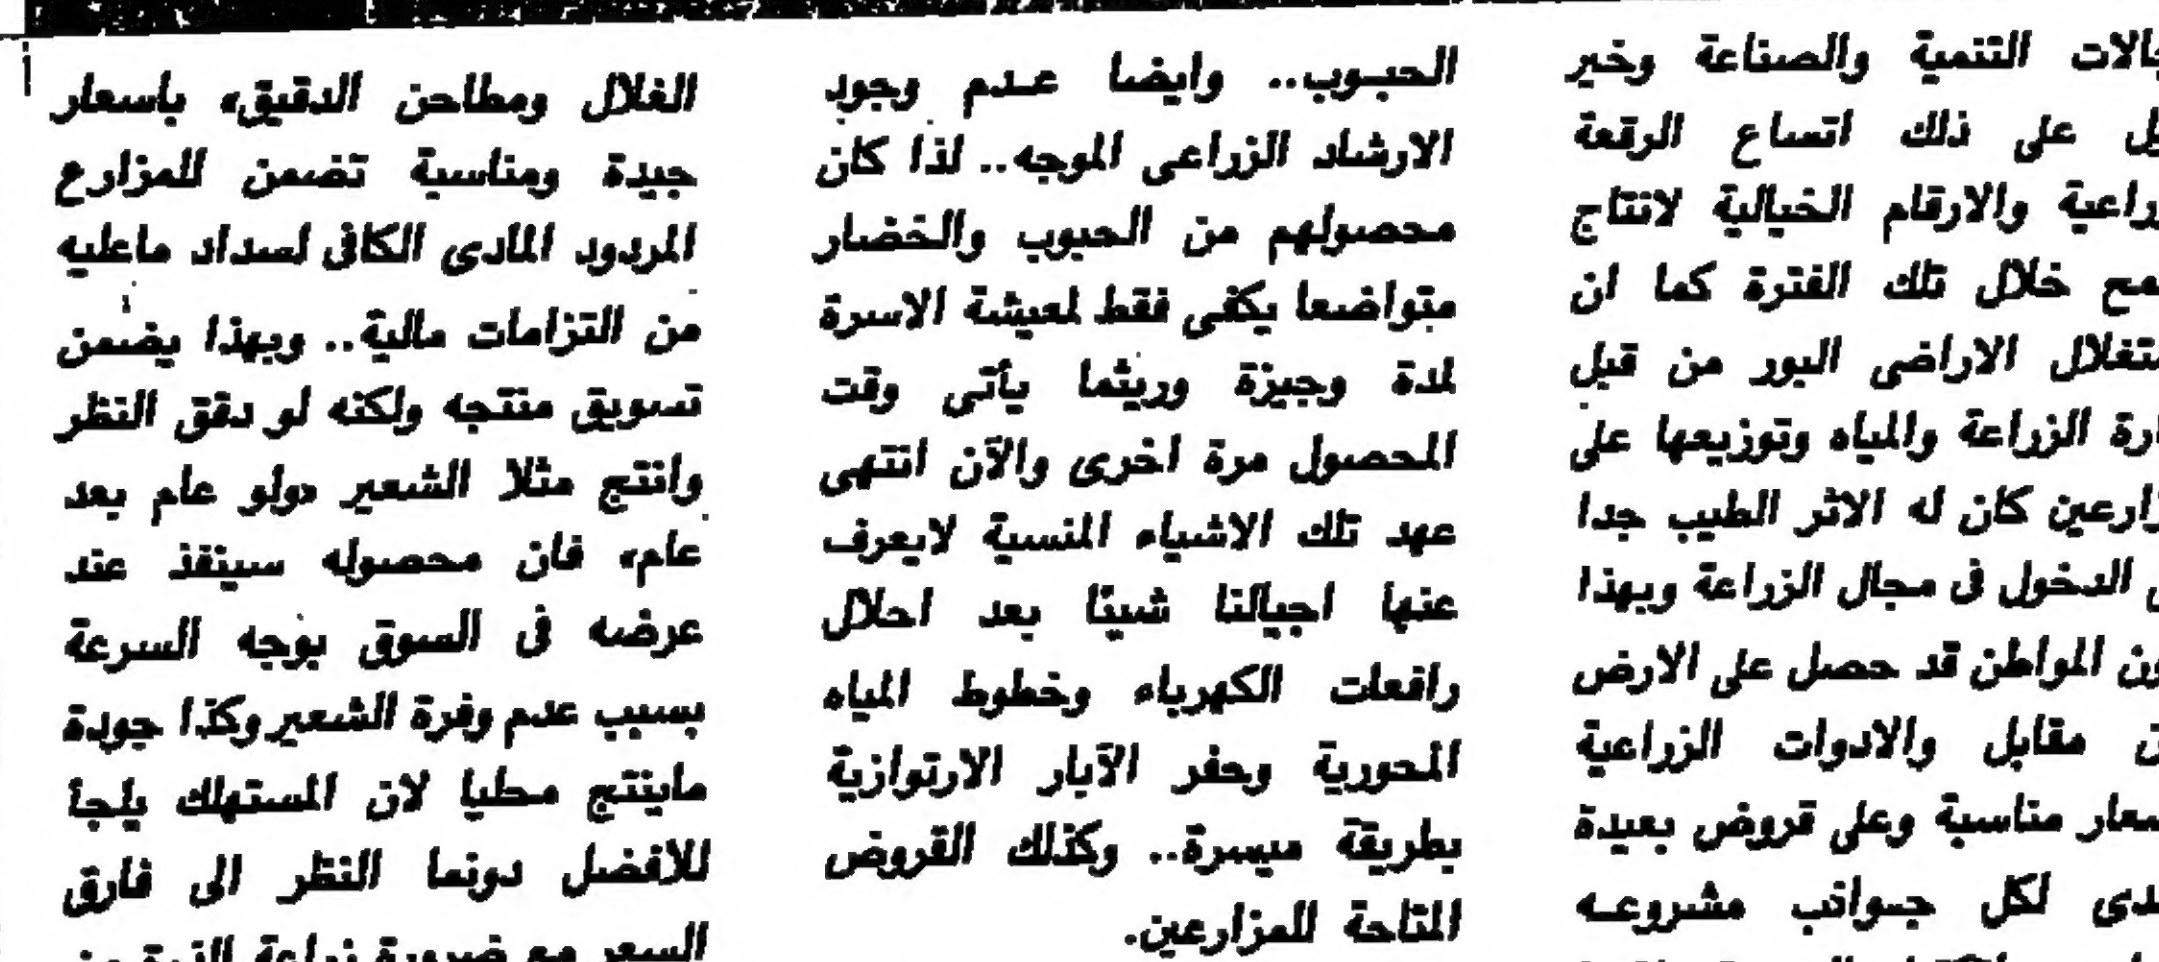 التنمية والصناعة وخير
على ذلك اتساع الرقعة
والارقام الخيالية لانتاج
خلال تلك الفترة كما ان
الاراضى البور من قبل
الزراعة والمياه وتوزيعها على
كان له الاثر الطيب جدا
الدخول فى مجال الزراعة وبهذا
المواطن قد حصل على الارض
مقابل والادوات الزراعية
مناسبة وعلى قروض بعيدة
لكل جوانب مشروعه
الحبوب.. وايضا عدم وجود
الارشاد الزراعى الموجه.. لذا كان
محصولهم من الحبوب والخضار
متواضعا يكفى فقط لمعيشة الاسرة
لمدة وجيزة وريثما يأتى وقت
المحصول مرة اخرى والآن انتهى
عهد تلك الاشياء المنسية لايعرف
عنها اجيالنا شيئا بعد احلال
رافعات الكهرباء وخطوط المياه
المحورية وحفر الآبار الارتوازية
بطريقة ميسرة.. وكذلك القروض
المتاحة للمزارعين.
الغلال ومطاحن الدقيق» باسعار
جيدة ومناسبة تضمن للمزارع
المردود المادى الكافى لسداد ماعليه
من التزامات مالية.. وبهذا يضمن
تسويق منتجه ولكنه لو دقق النظر
وانتج مثلا الشعير «ولو عام بعد
عام» فان محصوله سينفذ عند
عرضه فى السوق بوجه السرعة
بسبب عدم وفرة الشعير وكذا جودة
ماينتج محليا لان المستهلك يلجأ
للافضل دونما النظر الى فارق
السعر مع ضرورة زراعة الذرة